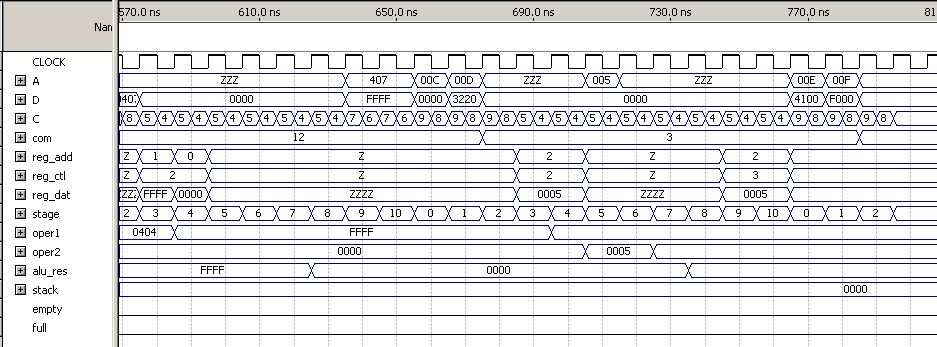 570.0 ns 610.0 ns 650.0 ns 690.0 ns 730.0 ns 770.0 ns 81
Nan
CLOCK
A ZZZ 407 00C 00D ZZZ 005 ZZZ 00E 00F
D 0000 FFFF 0000 3220 0000 4100 F000
C 8 5 4 5 4 5 4 5 4 5 4 5 4 7 6 7 6 9 8 9 8 9 8 5 4 5 4 5 4 5 4 5 4 5 4 5 4 5 4 9 8 9 8 9 8
com 12 3
reg_add Z 1 0 Z 2 Z 2
reg_ctl Z 2 Z 2 Z 3
reg_dat ZZZ FFFF 0000 ZZZZ 0005 ZZZZ 0005
stage 2 3 4 5 6 7 8 9 10 0 1 2 3 4 5 6 7 8 9 10 0 1 2
oper1 0404 FFFF
oper2 0000 0005
alu_res FFFF 0000
stack 0000
empty
full